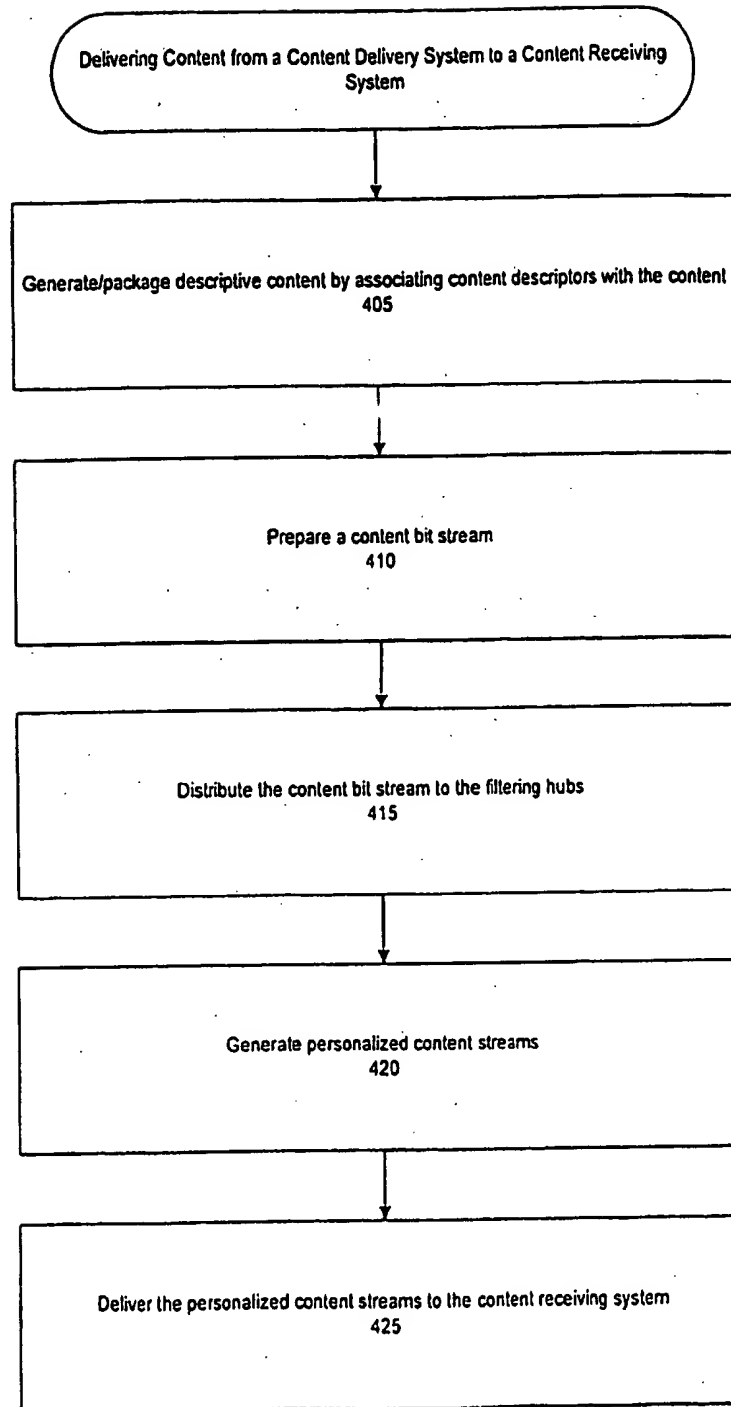 Delivering Content from a Content Delivery System to a Content Receiving
System
Generate/package descriptive content by associating content descriptors with the content
405
Prepare a content bit stream
410
Distribute the content bit stream to the filtering hubs
415
Generate personalized content streams
420
Deliver the personalized content streams to the content receiving system
425